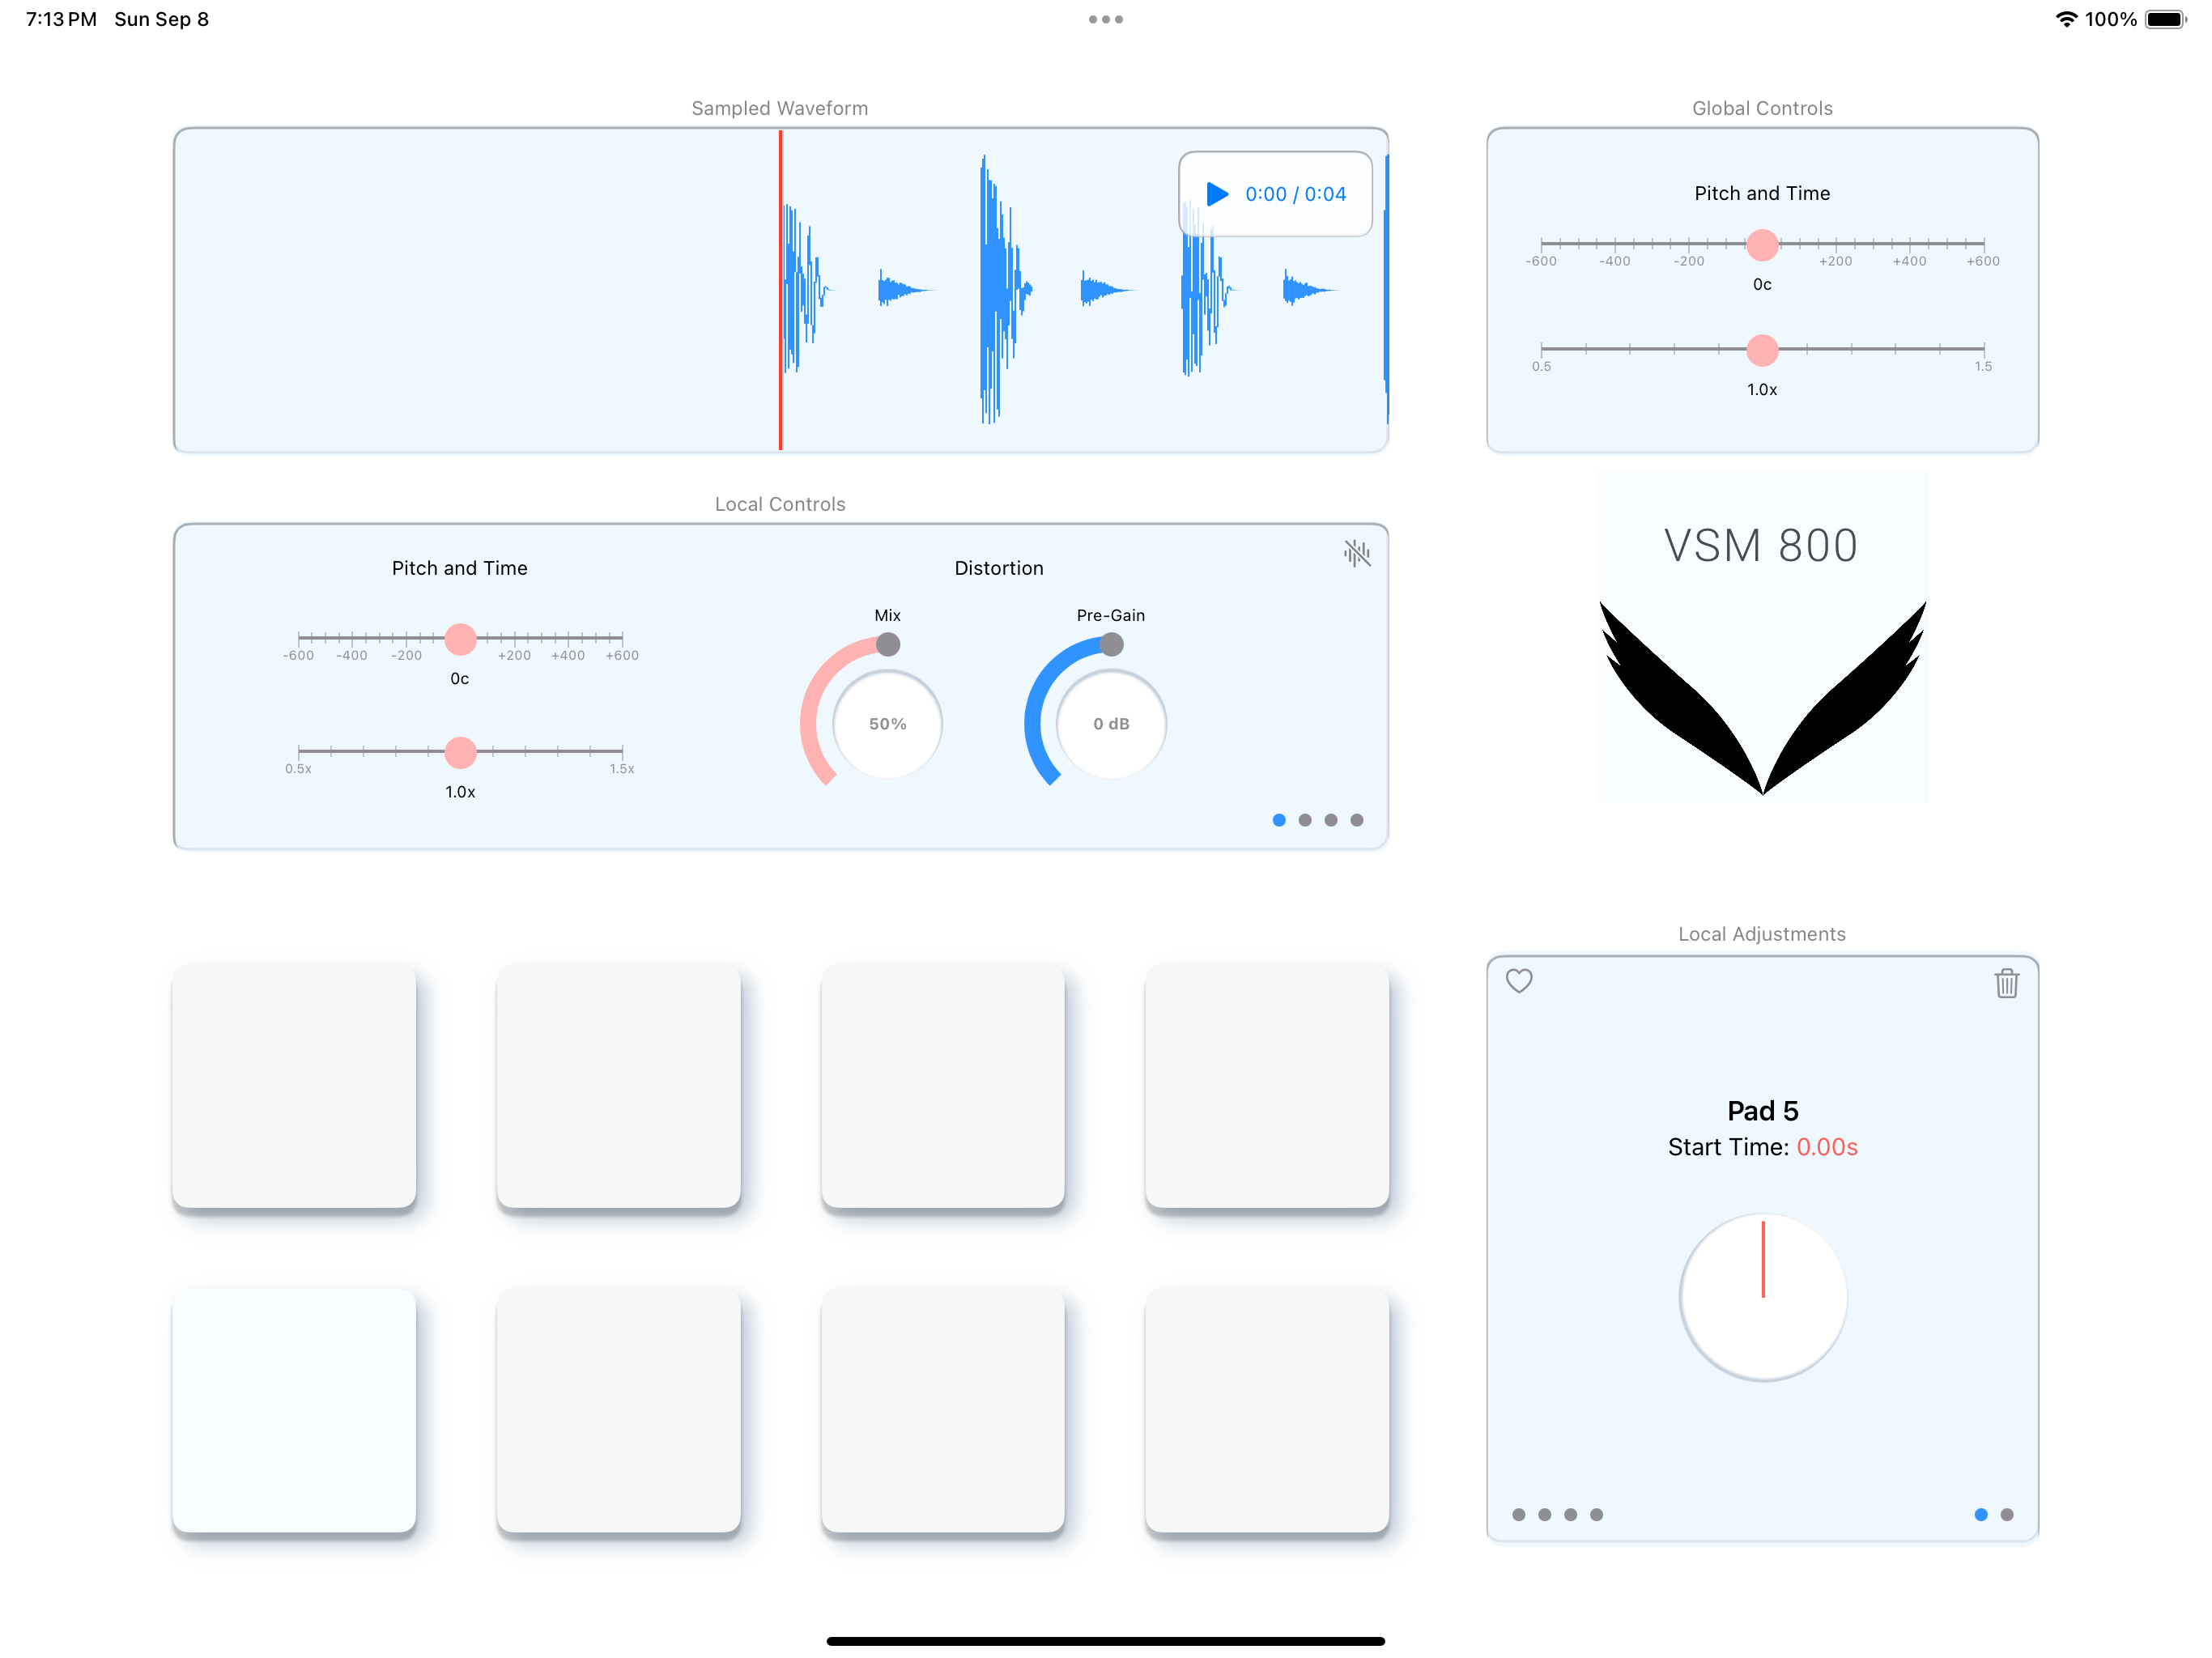 7:13 PM Sun Sep 8
100%
Sampled Waveform
0:00 / 0:04
Global Controls
Pitch and Time
-600 -400 -200 +200 +400 +600
0c
0.5 1.5
1.0x
Local Controls
Pitch and Time
-600 -400 -200 +200 +400 +600
0c
0.5x 1.5x
1.0x
Distortion
Mix
50%
Pre-Gain
0 dB
VSM 800
Local Adjustments
Pad 5
Start Time: 0.00s